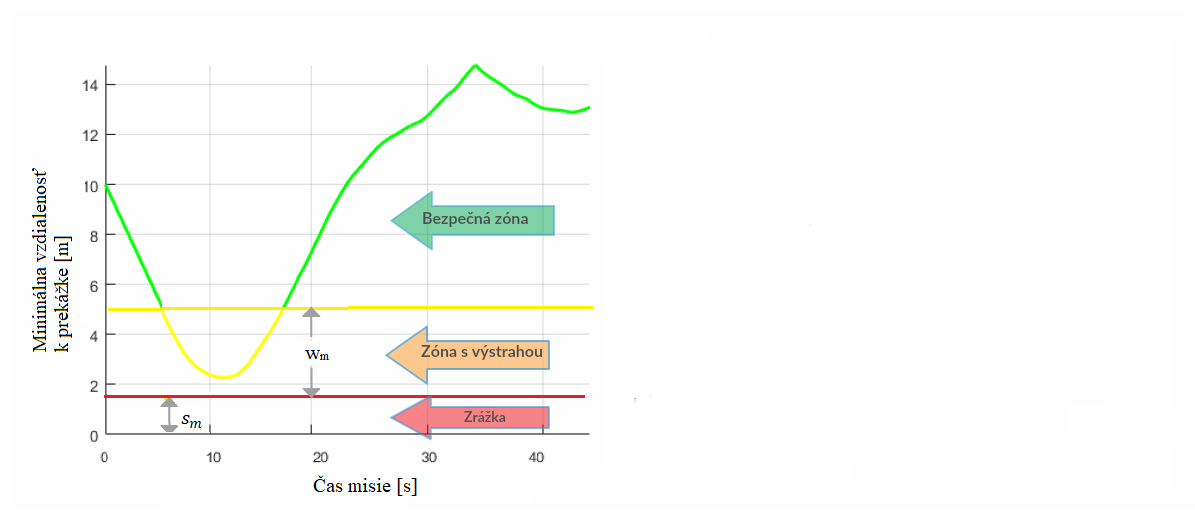 Minimálna vzdialenosť
k prekážke [m]
14
12
10
8
6
4
2
0
Bezpečná zóna
Zóna s výstrahou
Zrážka
wm
sm
0
10
20
30
40
Čas misie [s]